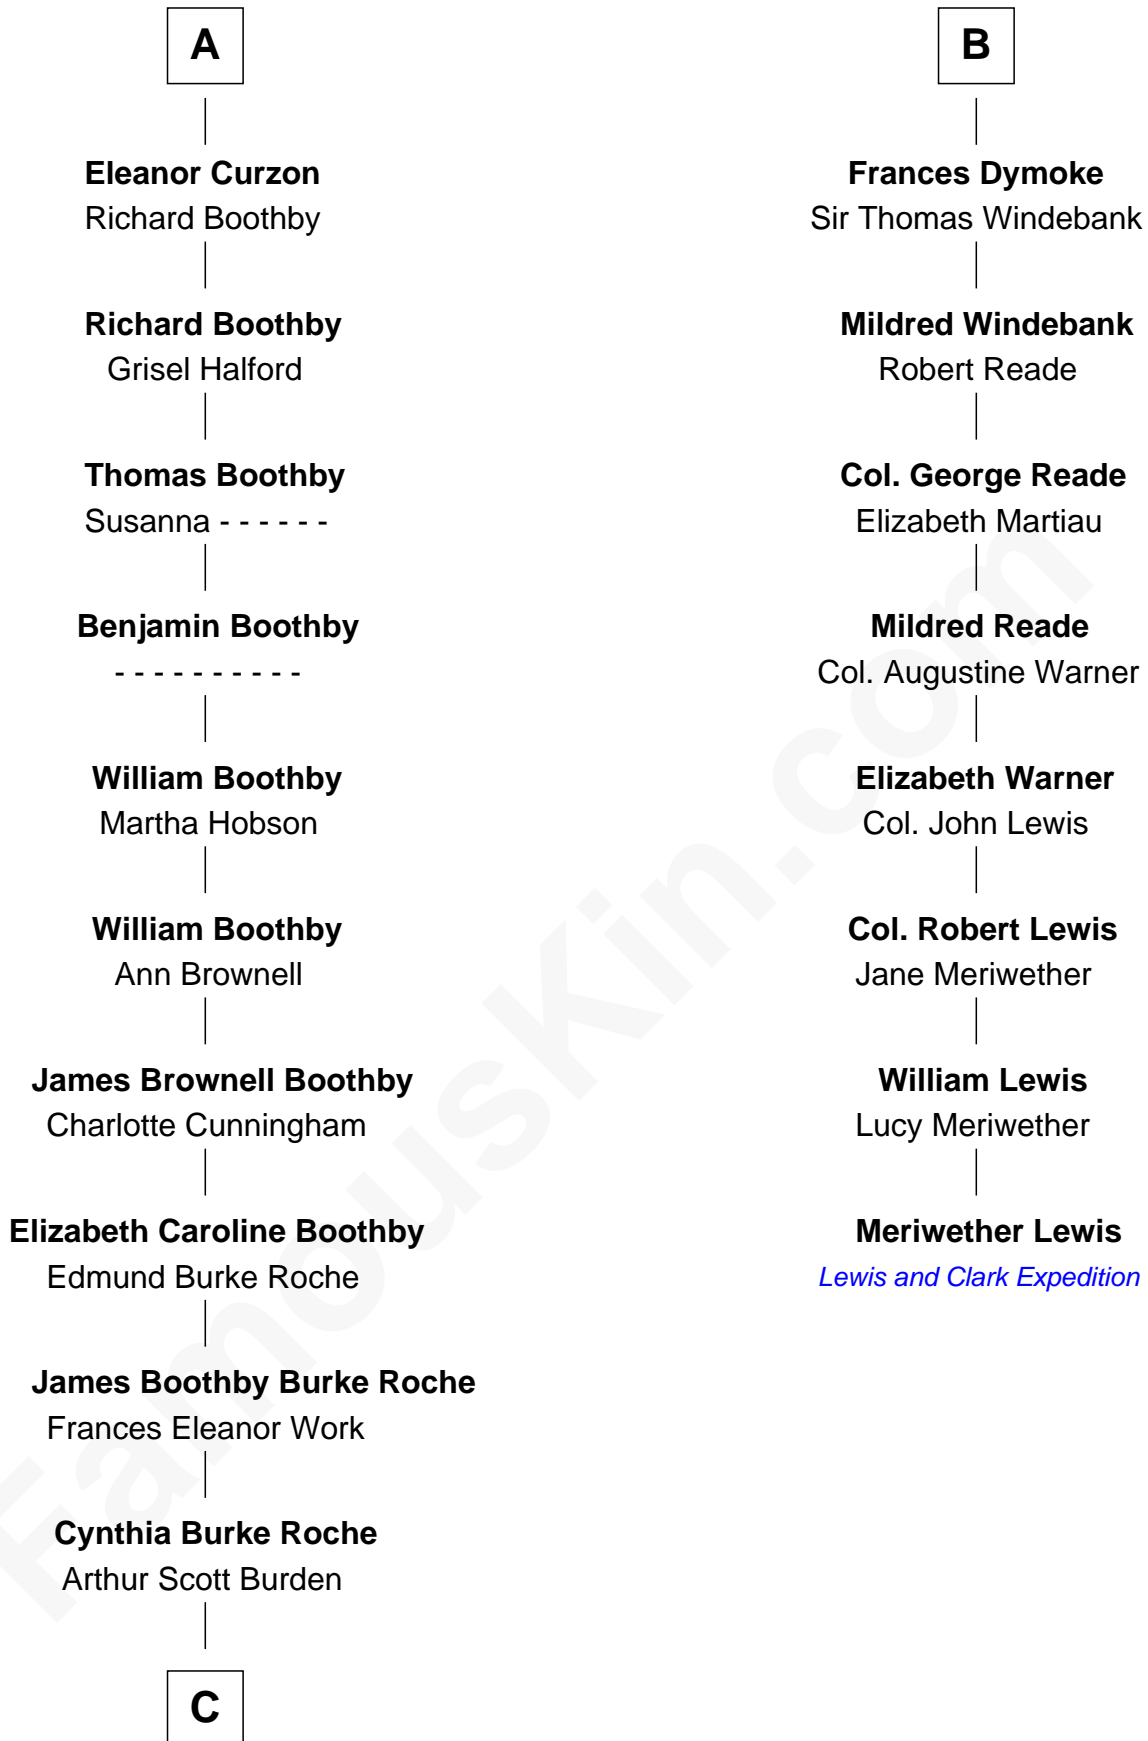 A
Eleanor Curzon
Richard Boothby
Richard Boothby
Grisel Halford
Thomas Boothby
Susanna - - - - - -
Benjamin Boothby
- - - - - - - - - -
William Boothby
Martha Hobson
William Boothby
Ann Brownell
James Brownell Boothby
Charlotte Cunningham
Elizabeth Caroline Boothby
Edmund Burke Roche
James Boothby Burke Roche
Frances Eleanor Work
Cynthia Burke Roche
Arthur Scott Burden
C
B
Frances Dymoke
Sir Thomas Windebank
Mildred Windebank
Robert Reade
Col. George Reade
Elizabeth Martiau
Mildred Reade
Col. Augustine Warner
Elizabeth Warner
Col. John Lewis
Col. Robert Lewis
Jane Meriwether
William Lewis
Lucy Meriwether
Meriwether Lewis
Lewis and Clark Expedition
FamousKin.com